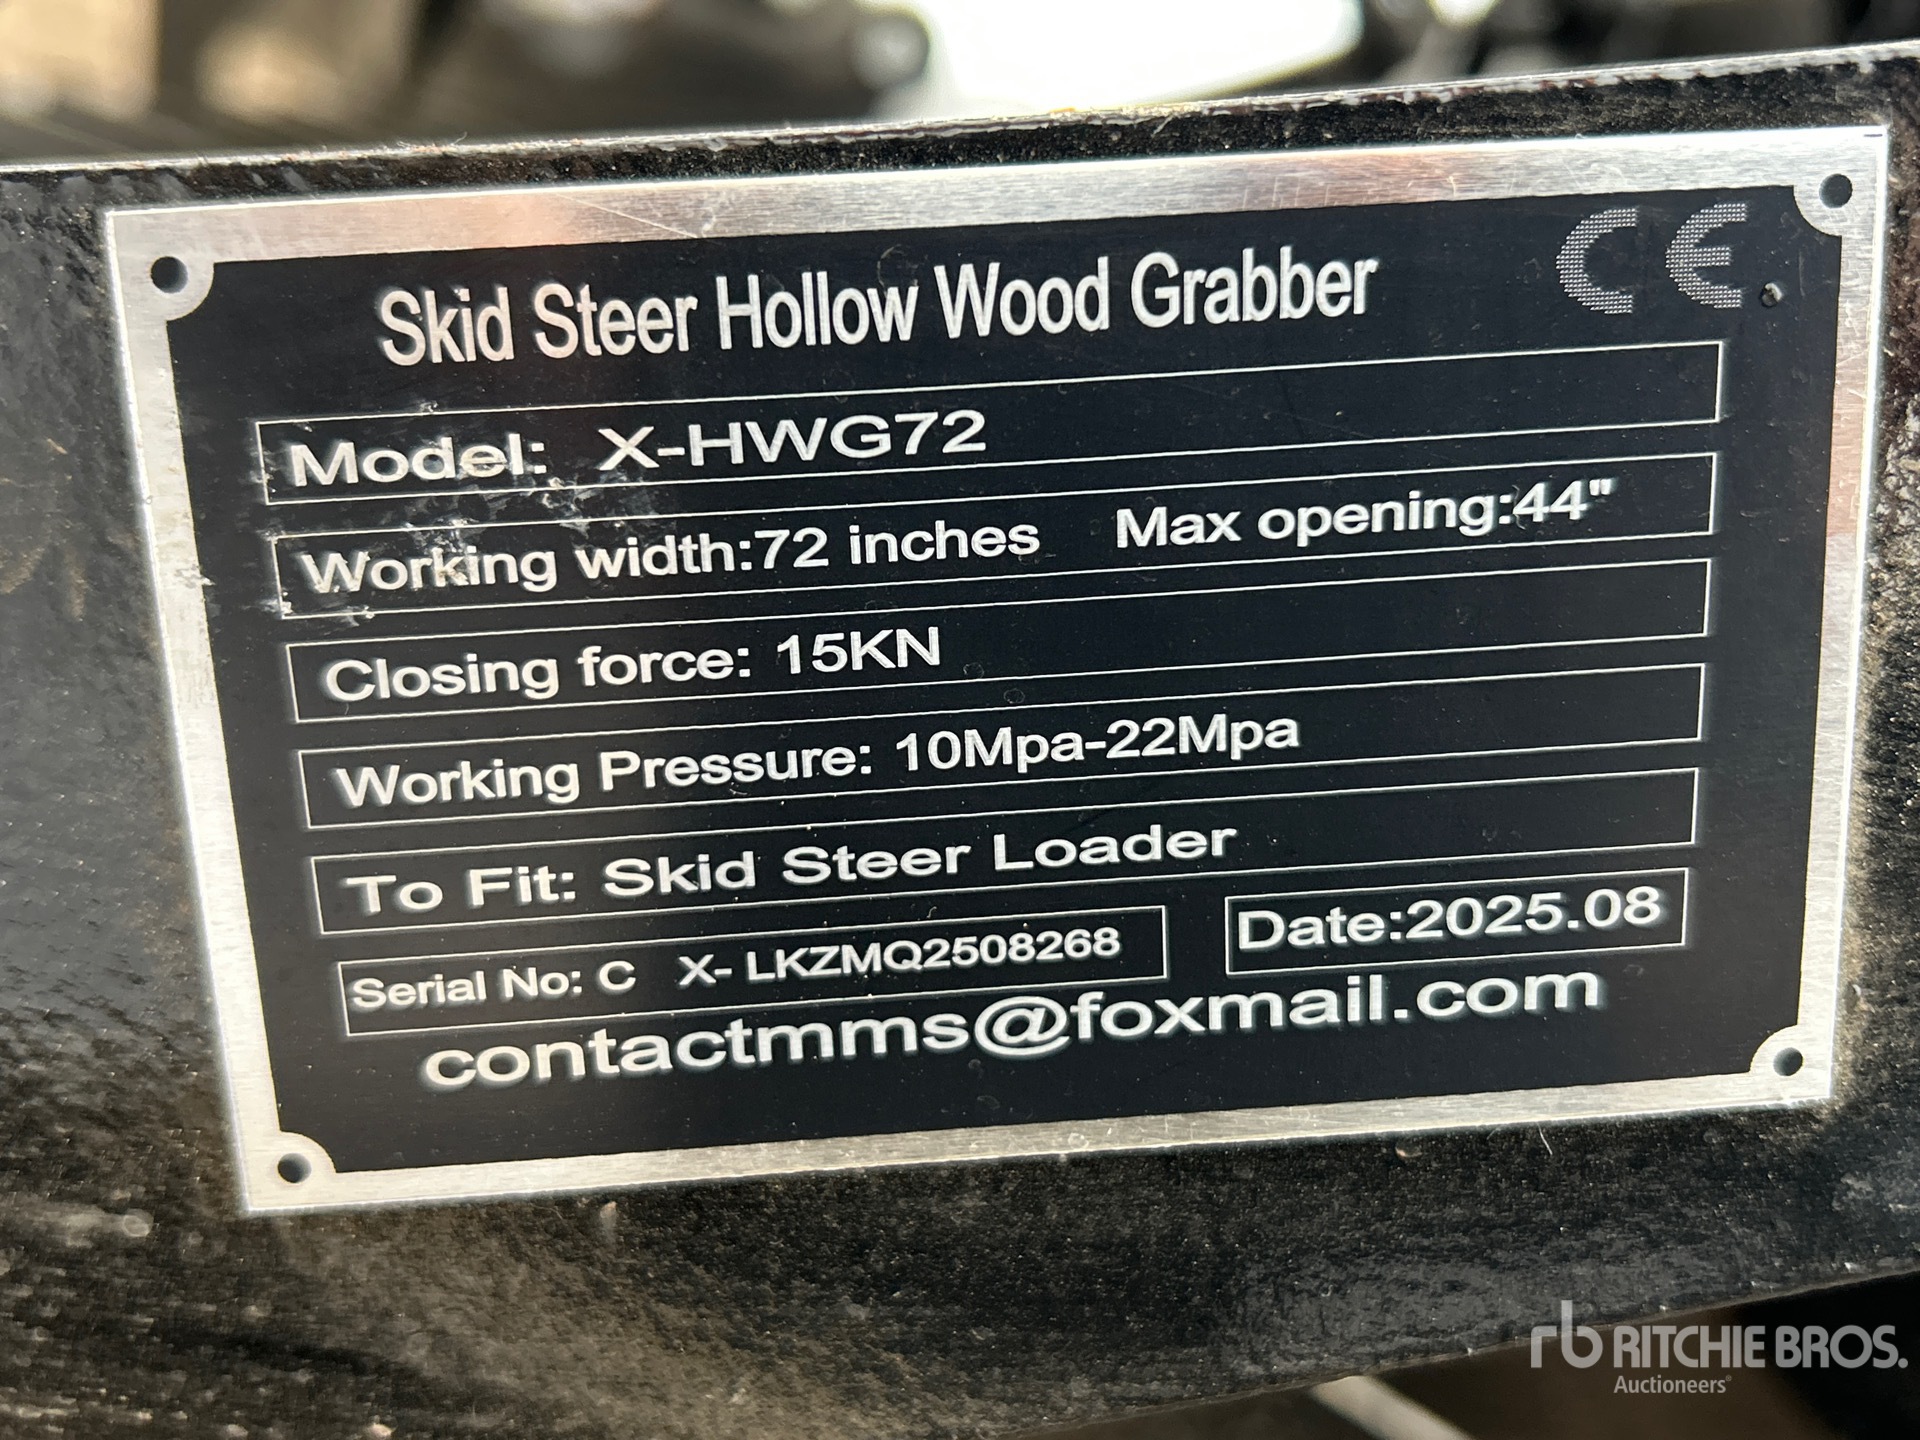 CE
Skid Steer Hollow Wood Grabber
Model: X-HWG72
Working width:72 inches Max opening:44"
Closing force: 15KN
Working Pressure: 10Mpa-22Mpa
To Fit: Skid Steer Loader
Serial No: C X- LKZMQ2508268 Date:2025.08
contactmms@foxmail.com
rb RITCHIE BROS.
Auctioneers®